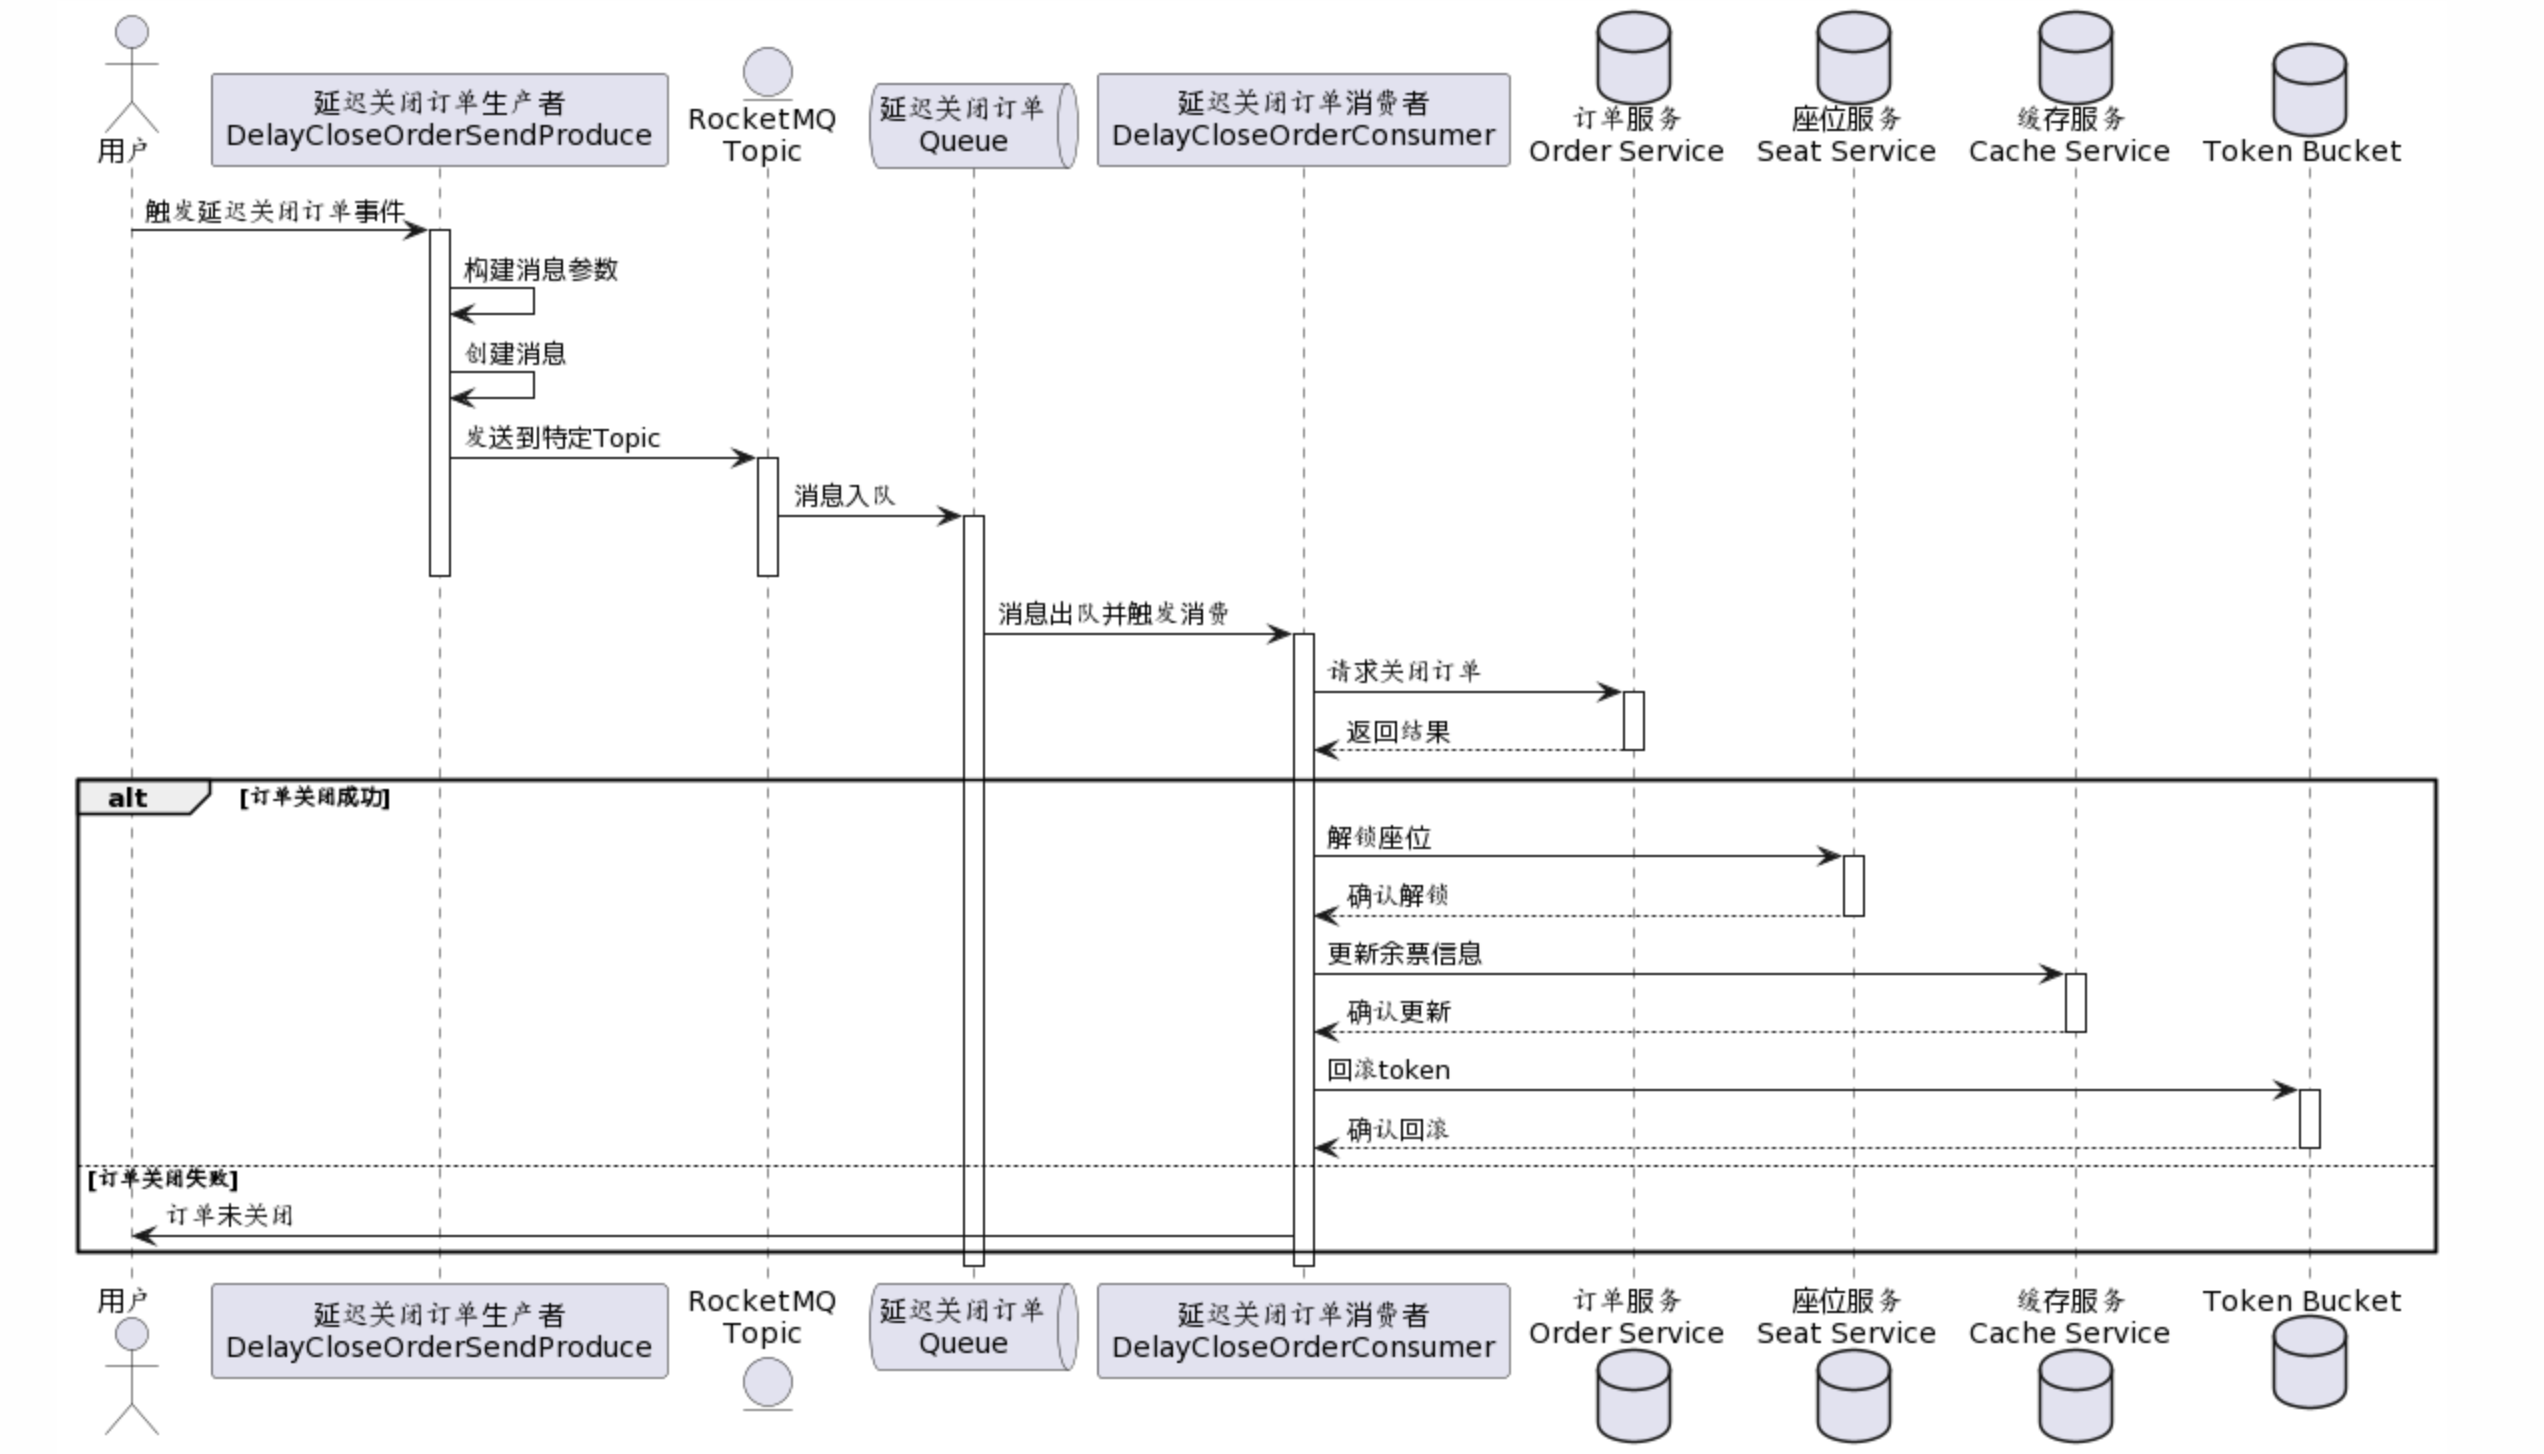 用户
延迟关闭订单生产者
DelayCloseOrderSendProduce
RocketMQ
Topic
延迟关闭订单
Queue
延迟关闭订单消费者
DelayCloseOrderConsumer
订单服务
Order Service
座位服务
Seat Service
缓存服务
Cache Service
Token Bucket
触发延迟关闭订单事件
构建消息参数
创建消息
发送到特定Topic
消息入队
消息出队并触发消费
请求关闭订单
返回结果
alt [订单关闭成功]
解锁座位
确认解锁
更新余票信息
确认更新
回滚token
确认回滚
[订单关闭失败]
订单未关闭
用户
延迟关闭订单生产者
DelayCloseOrderSendProduce
RocketMQ
Topic
延迟关闭订单
Queue
延迟关闭订单消费者
DelayCloseOrderConsumer
订单服务
Order Service
座位服务
Seat Service
缓存服务
Cache Service
Token Bucket